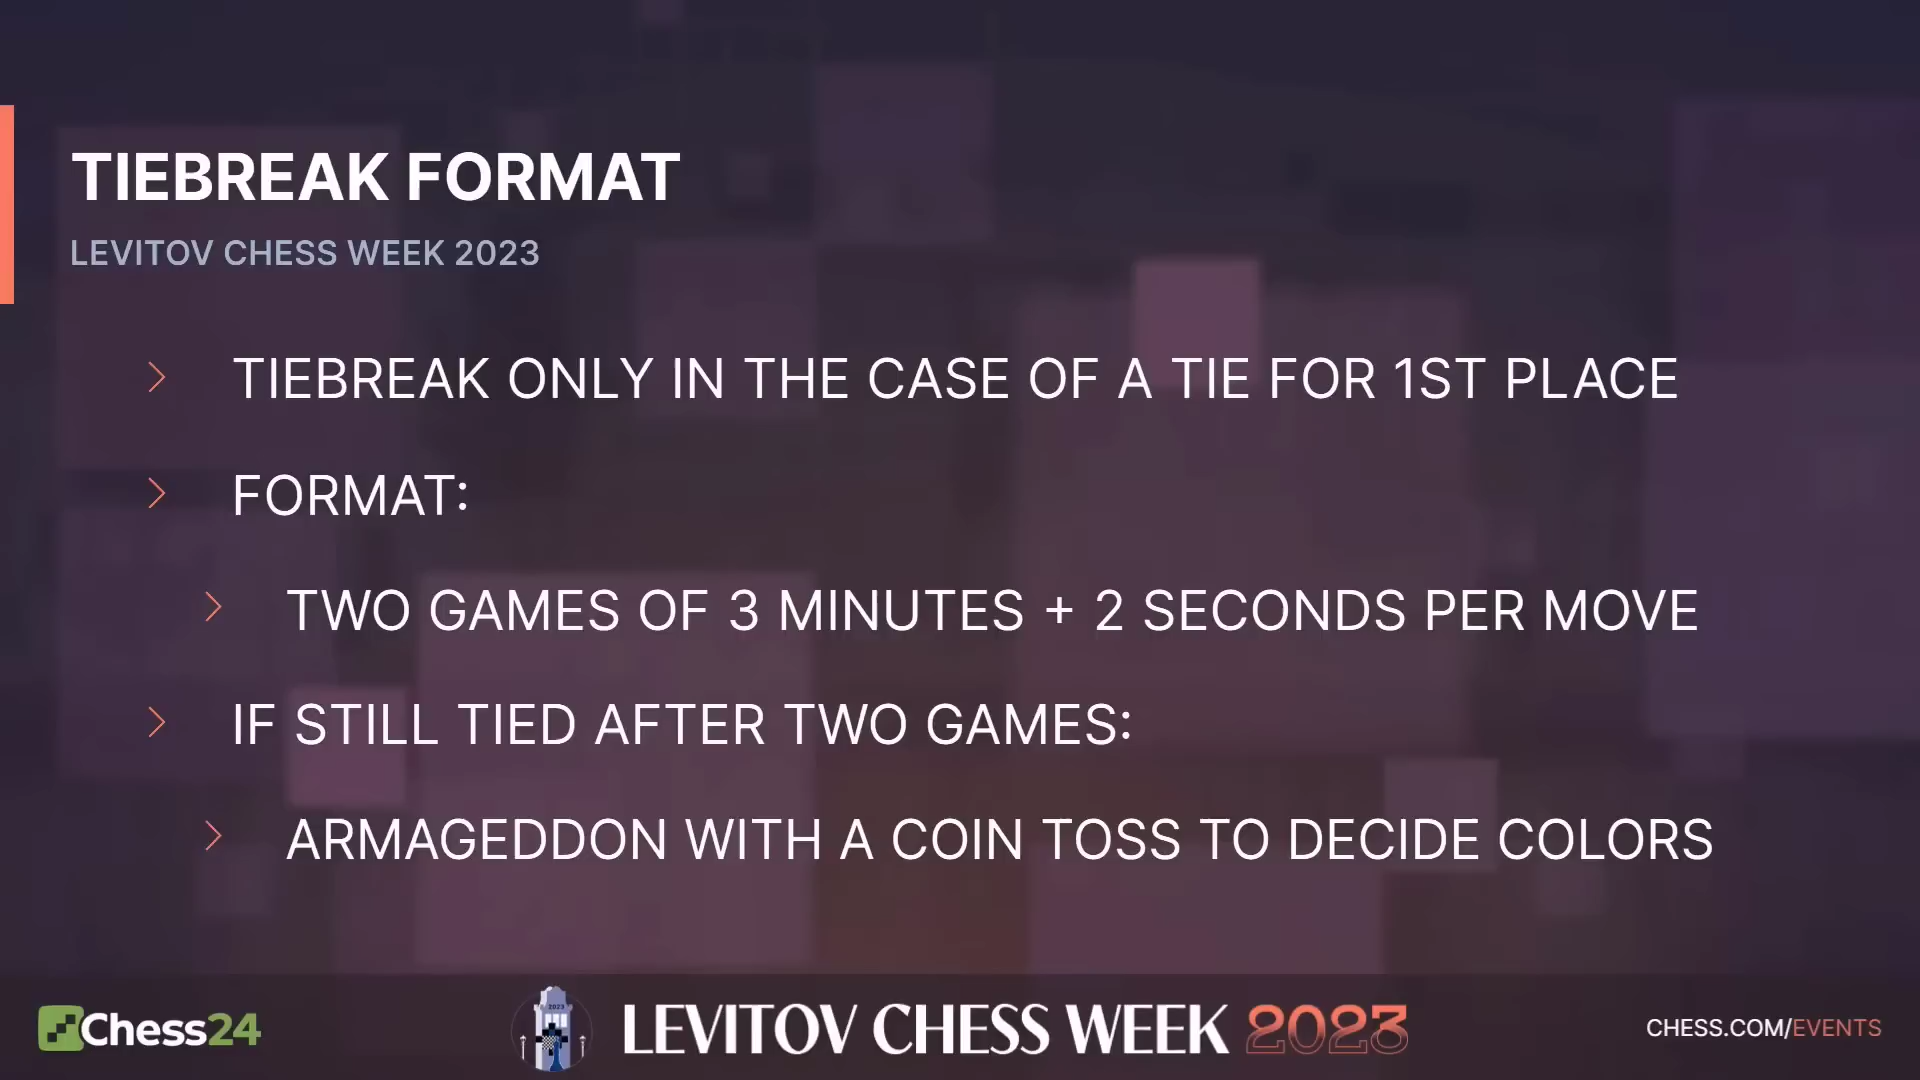 TIEBREAK FORMAT
LEVITOV CHESS WEEK 2023
TIEBREAK ONLY IN THE CASE OF A TIE FOR 1ST PLACE
FORMAT:
TWO GAMES OF 3 MINUTES + 2 SECONDS PER MOVE
IF STILL TIED AFTER TWO GAMES:
ARMAGEDDON WITH A COIN TOSS TO DECIDE COLORS
Chess24
2023
LEVITOV CHESS WEEK 2023
CHESS.COM/EVENTS